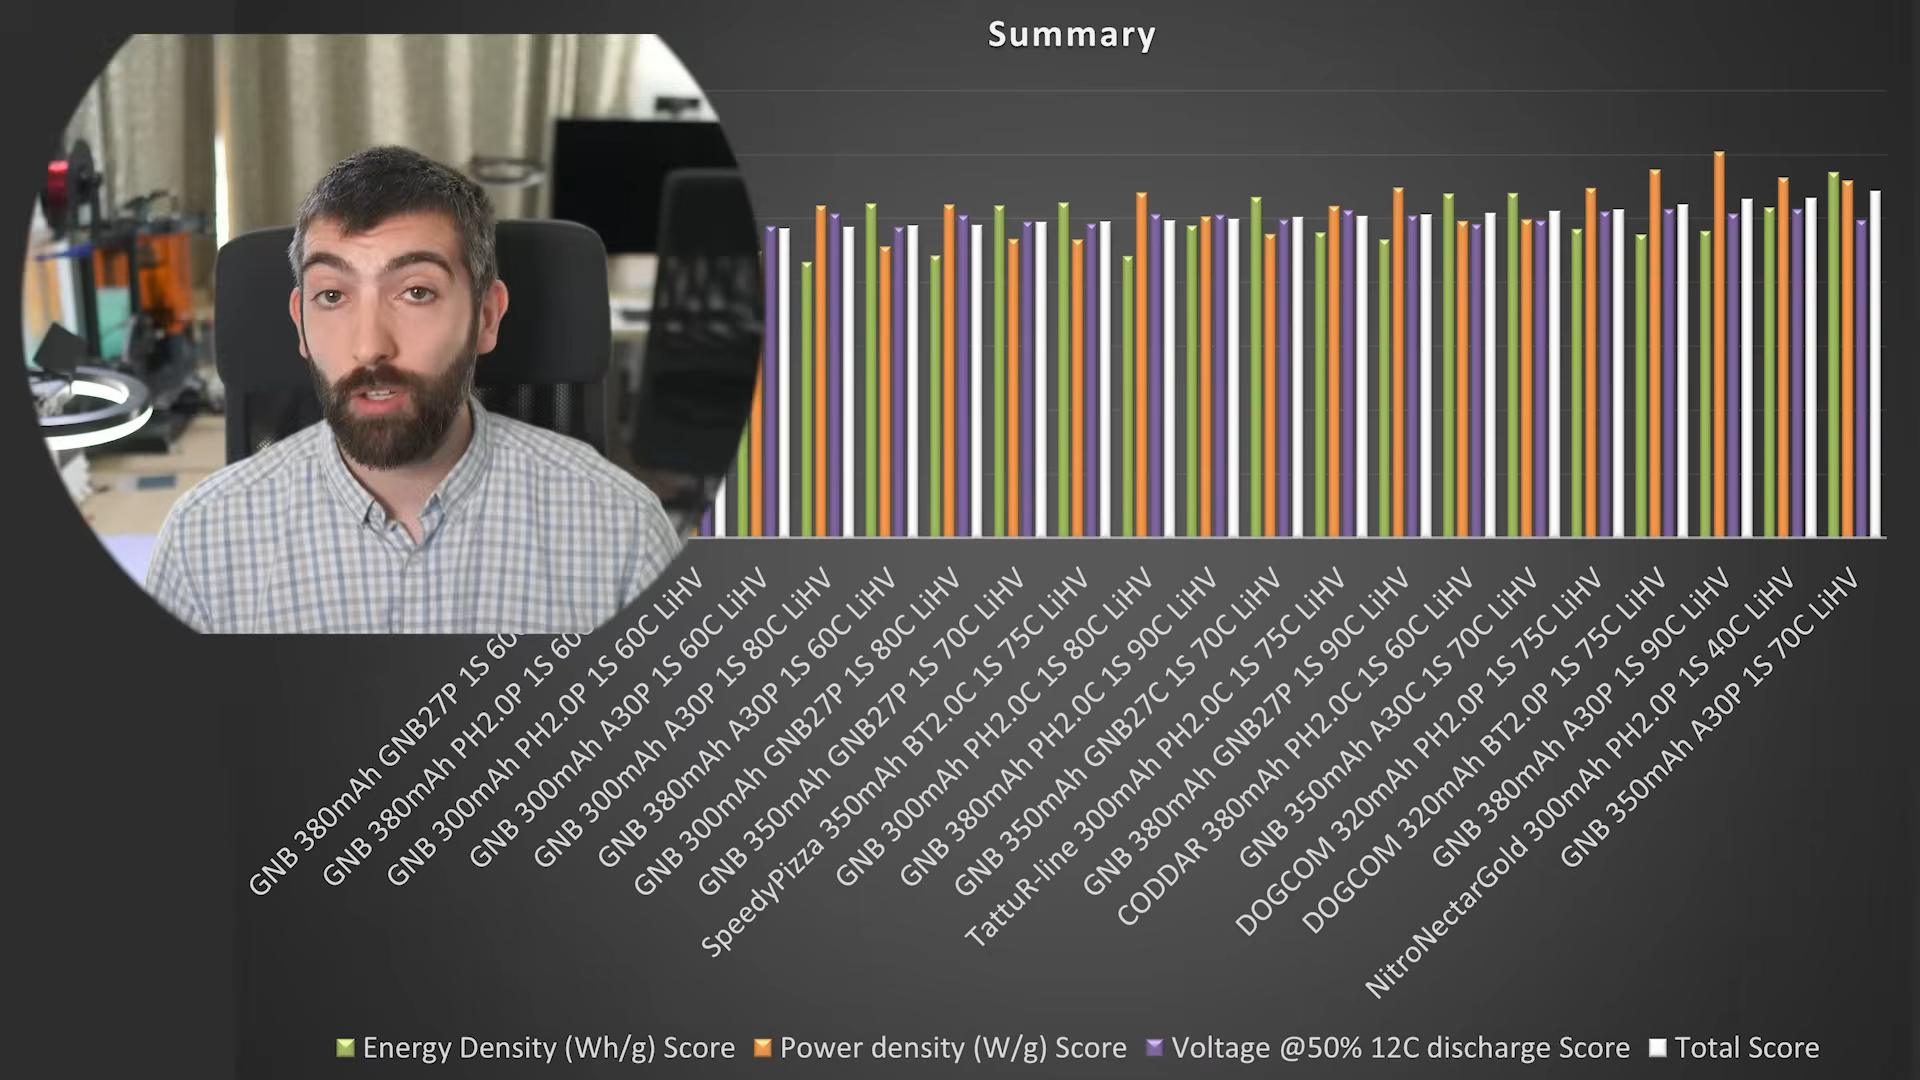 Summary
GNB 380mAh GNB27P 1S 60
GNB 380mAh PH2.0P 1S 60
GNB 300mAh PH2.0P 1S 60C LiHV
GNB 300mAh A30P 1S 60C LiHV
GNB 300mAh A30P 1S 80C LiHV
GNB 380mAh A30P 1S 60C LiHV
GNB 300mAh GNB27P 1S 80C LiHV
GNB 350mAh GNB27P 1S 70C LiHV
SpeedyPizza 350mAh BT2.0C 1S 75C LiHV
GNB 300mAh PH2.0C 1S 80C LiHV
GNB 380mAh PH2.0C 1S 90C LiHV
GNB 350mAh GNB27C 1S 70C LiHV
TattuR-line 300mAh PH2.0C 1S 75C LiHV
GNB 380mAh GNB27P 1S 90C LiHV
CODDAR 380mAh PH2.0C 1S 60C LiHV
GNB 350mAh A30C 1S 70C LiHV
DOGCOM 320mAh PH2.0P 1S 75C LiHV
DOGCOM 320mAh BT2.0P 1S 75C LiHV
GNB 380mAh A30P 1S 90C LiHV
NitroNectarGold 300mAh PH2.0P 1S 40C LiHV
GNB 350mAh A30P 1S 70C LiHV
Energy Density (Wh/g) Score Power density (W/g) Score Voltage @50% 12C discharge Score Total Score